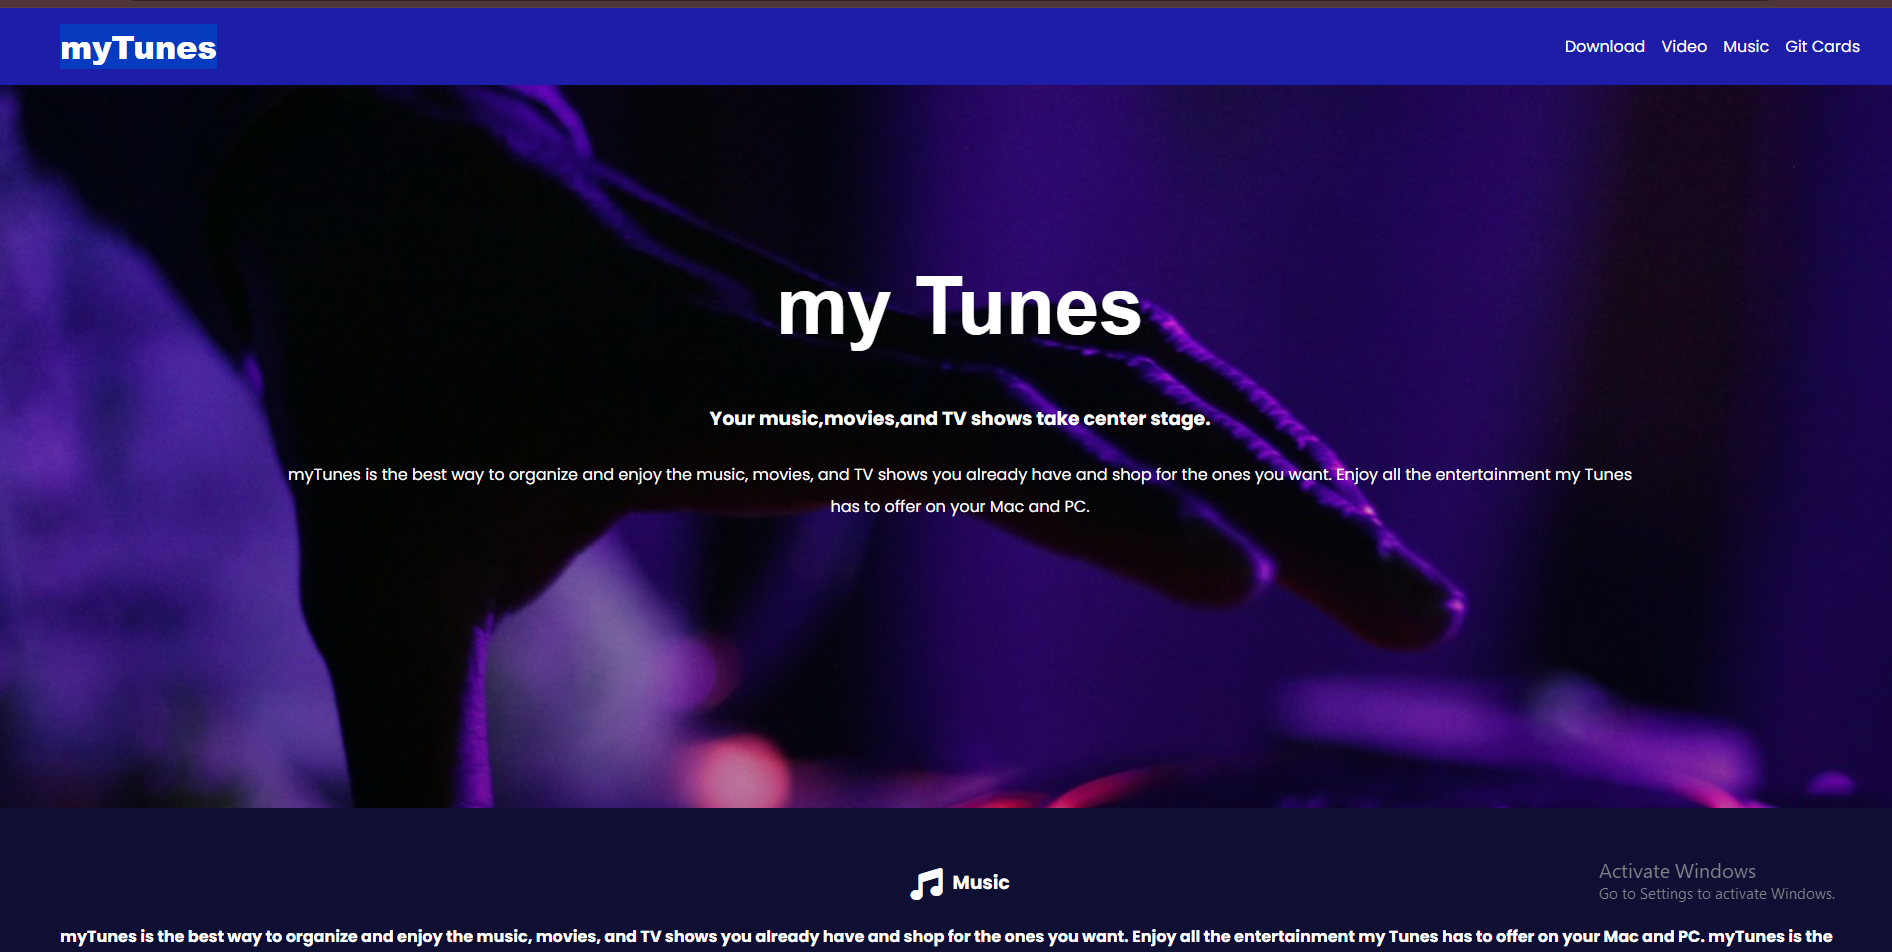 myTunes
Download Video Music Git Cards
my Tunes
Your music,movies,and TV shows take center stage.
myTunes is the best way to organize and enjoy the music, movies, and TV shows you already have and shop for the ones you want. Enjoy all the entertainment my Tunes
has to offer on your Mac and PC.
Music
Activate Windows
Go to Settings to activate Windows.
myTunes is the best way to organize and enjoy the music, movies, and TV shows you already have and shop for the ones you want. Enjoy all the entertainment my Tunes has to offer on your Mac and PC. myTunes is the